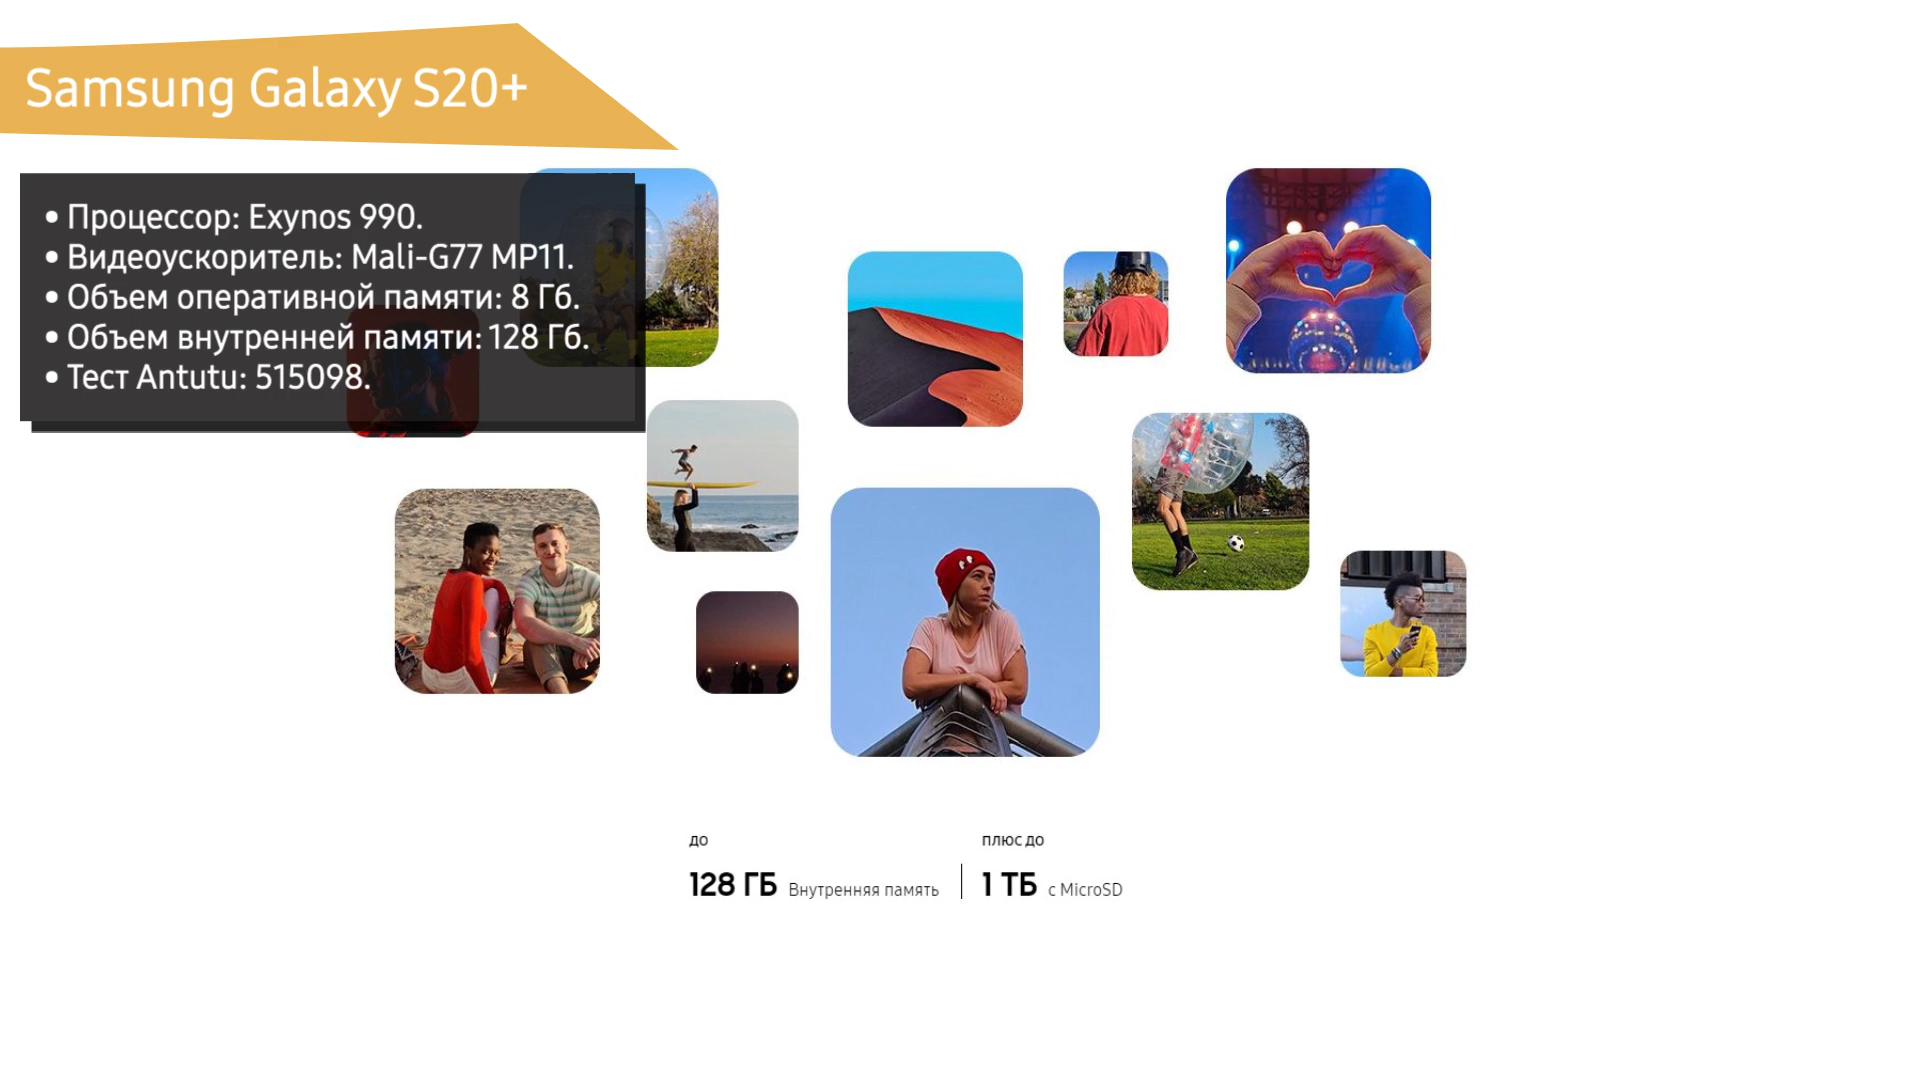 Samsung Galaxy S20+
• Процессор: Exynos 990.
• Видеоускоритель: Mali-G77 MP11.
• Объем оперативной памяти: 8 Гб.
• Объем внутренней памяти: 128 Гб.
• Тест Antutu: 515098.
до
128 ГБ Внутренняя память
плюс до
1 ТБ с MicroSD